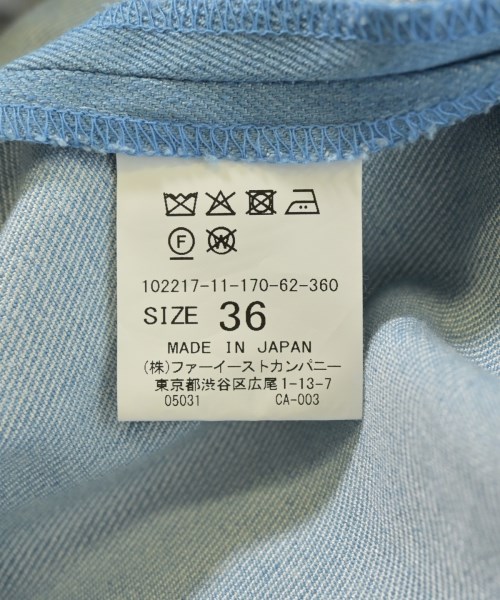 F W
102217-11-170-62-360
SIZE 36
MADE IN JAPAN
(株)ファーイーストカンパニー
東京都渋谷区広尾1-13-7
05031 CA-003